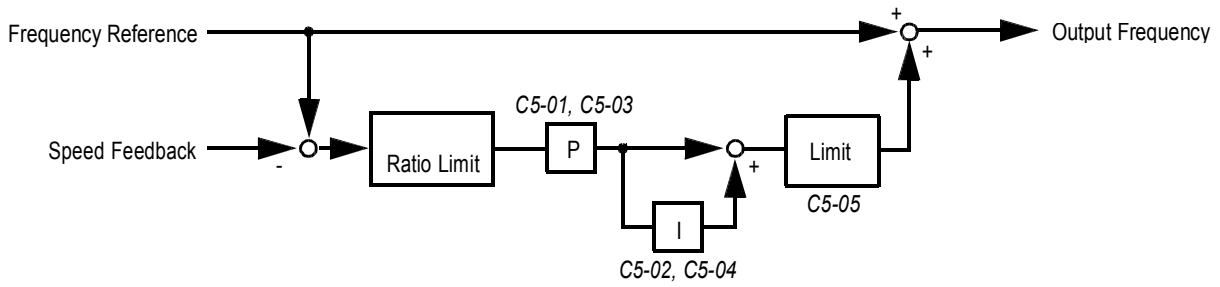 +
Frequency Reference
Output Frequency
+
C5-01, C5-03
Speed Feedback
-
Ratio Limit
P
+
Limit
C5-05
I
C5-02, C5-04